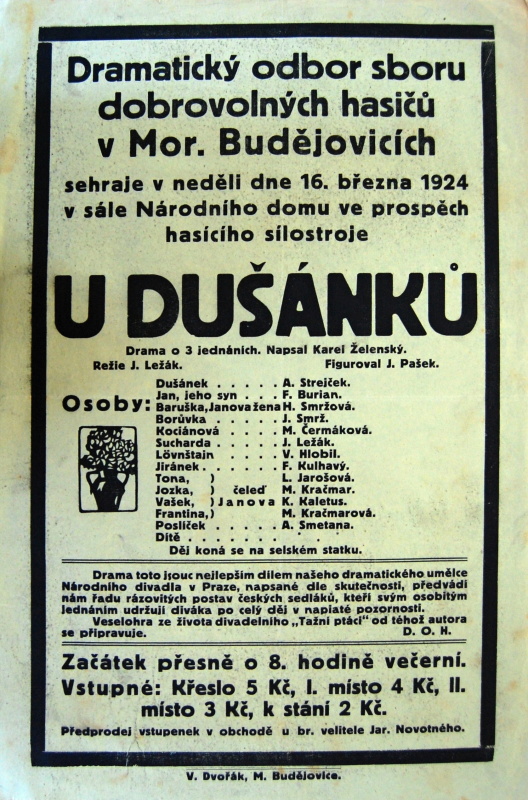 Dramatický odbor sboru
dobrovolných hasičů
v Mor. Budějovicích
sehraje v neděli dne 16. března 1924
v sále Národního domu ve prospěch
hasícího sílostroje
U DUŠÁNKŮ
Drama o 3 jednáních. Napsal Karel Želenský.
Režie J. Ležák. Figuroval J. Pašek.
Osoby:
Dušánek . . . . . A. Strejček.
Jan, jeho syn . . . F. Burian.
Baruška, Janova žena H. Smržová.
Borůvka . . . . . J. Smrž.
Kociánová . . . . M. Čermáková.
Sucharda . . . . J. Ležák.
Lövnštain . . . . V. Hlobil.
Jiránek . . . . . . F. Kulhavý.
Tona, ) L. Jarošová.
Jozka, ) čeleď M. Kračmar.
Vašek, ) Janova K. Kaletus.
Frantina, ) M. Kračmarová.
Poslíček . . . . . A. Smetana.
Dítě . . . . . . . . .
Děj koná se na selském statku.
Drama toto jsouc nejlepším dílem našeho dramatického umělce
Národního divadla v Praze, napsané dle skutečnosti, předvádí
nám řadu rázovitých postav českých sedláků, kteří svým osobitým
jednáním udržují diváka po celý děj v napiaté pozornosti.
Veselohra ze života divadelního „Tažní ptáci" od téhož autora
se připravuje. D. O. H.
Začátek přesně o 8. hodině večerní.
Vstupné: Křeslo 5 Kč, I. místo 4 Kč, II.
místo 3 Kč, k stání 2 Kč.
Předprodej vstupenek v obchodě u br. velitele Jar. Novotného.
V. Dvořák, M. Budějovice.